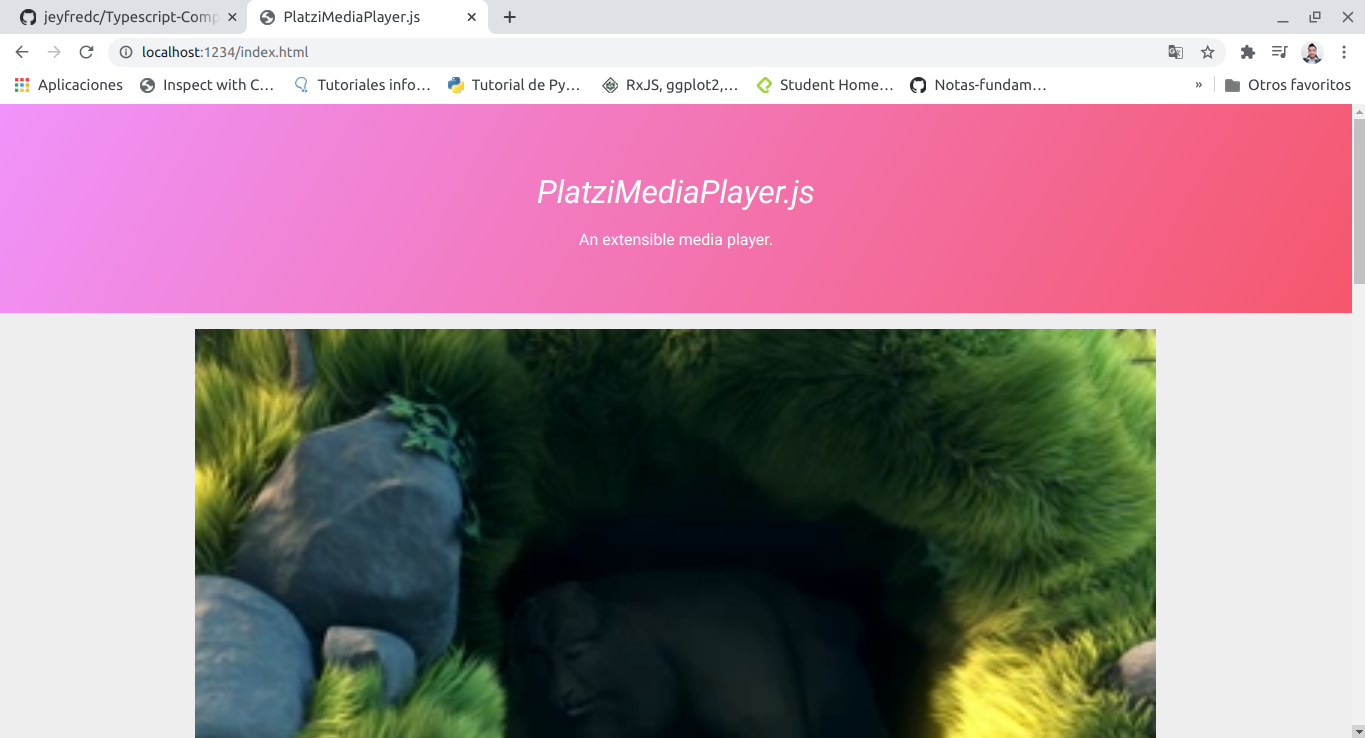 jeyfredc/Typescript-Comp
PlatziMediaPlayer.js
localhost:1234/index.html
Aplicaciones
Inspect with C...
Tutoriales info...
Tutorial de Py...
RxJS, ggplot2,...
Student Home...
Notas-fundam...
»
Otros favoritos
PlatziMediaPlayer.js
An extensible media player.